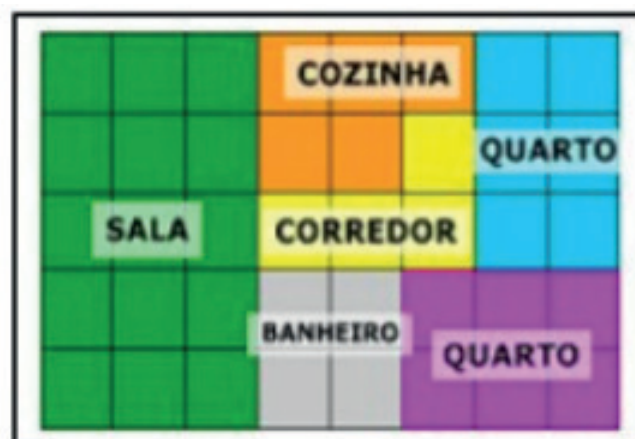 COZINHA
QUARTO
SALA
CORREDOR
BANHEIRO
QUARTO